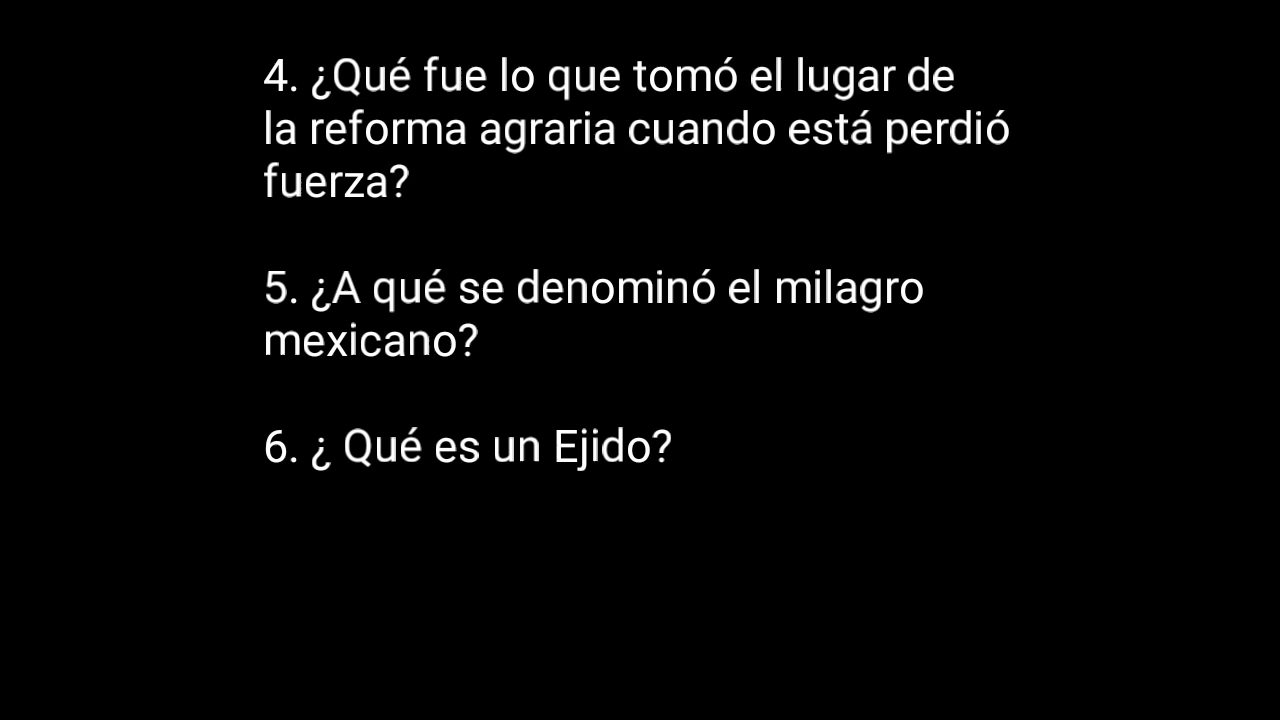 4. ¿Qué fue lo que tomó el lugar de
la reforma agraria cuando está perdió
fuerza?
5. ¿A qué se denominó el milagro
mexicano?
6. ¿ Qué es un Ejido?